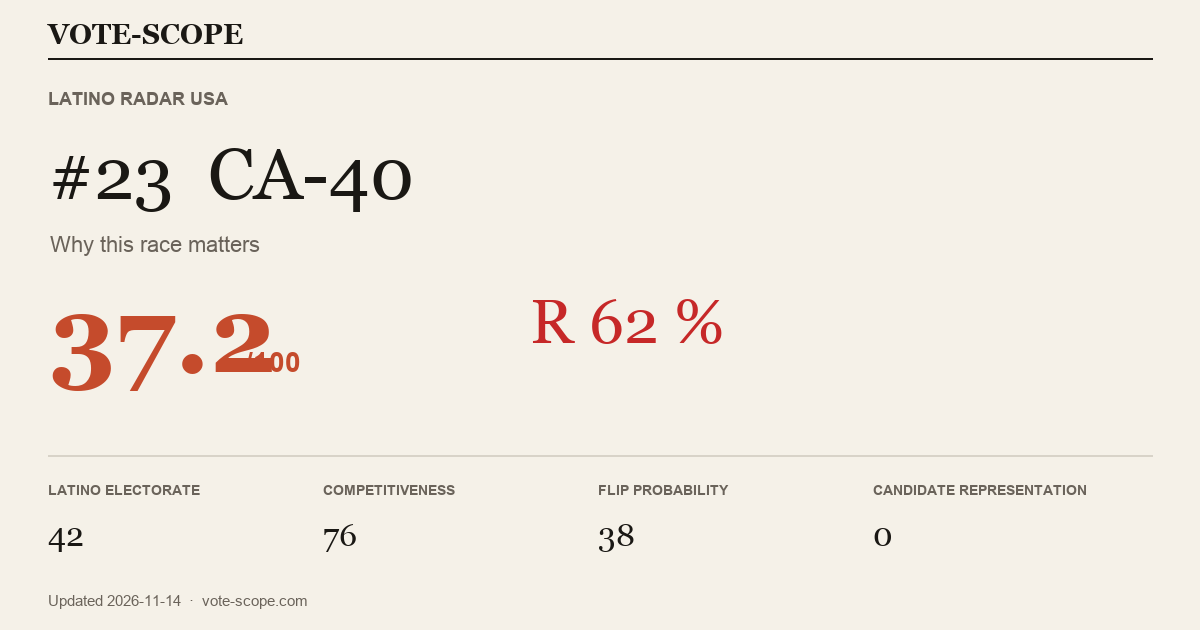 VOTE-SCOPE
LATINO RADAR USA
#23 CA-40
Why this race matters
37.2/100
R 62 %
LATINO ELECTORATE
COMPETITIVENESS
FLIP PROBABILITY
CANDIDATE REPRESENTATION
42
76
38
0
Updated 2026-11-14 · vote-scope.com